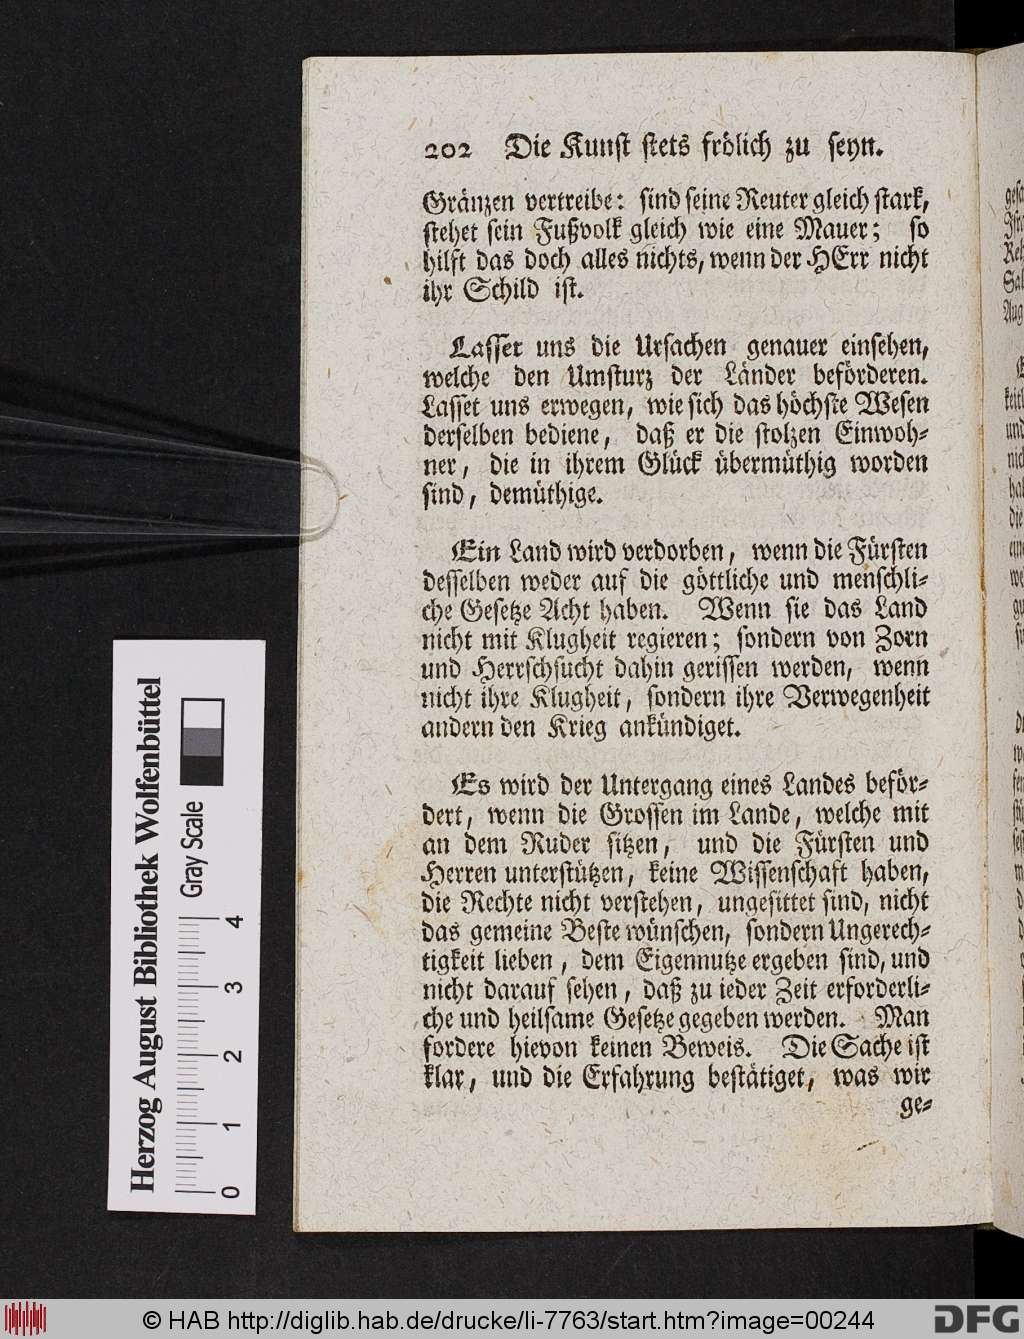 202 Die Kunst stets frölich zu seyn.
Gränzen vertreibe: sind seine Reuter gleich stark,
stehet sein Fußvolk gleich wie eine Mauer; so
hilft das doch alles nichts, wenn der HErr nicht
ihr Schild ist.
Lasset uns die Ursachen genauer einsehen,
welche den Umsturz der Länder beförderen.
Lasset uns erwegen, wie sich das höchste Wesen
derselben bediene, daß er die stolzen Einwoh-
ner, die in ihrem Glück übermüthig worden
sind, demüthige.
Ein Land wird verdorben, wenn die Fürsten
desselben weder auf die göttliche und menschli-
che Gesetze Acht haben. Wenn sie das Land
nicht mit Klugheit regieren; sondern von Zorn
und Herrschsucht dahin gerissen werden, wenn
nicht ihre Klugheit, sondern ihre Verwegenheit
andern den Krieg ankündiget.
Es wird der Untergang eines Landes beför-
dert, wenn die Grossen im Lande, welche mit
an dem Ruder sitzen, und die Fürsten und
Herren unterstützen, keine Wissenschaft haben,
die Rechte nicht verstehen, ungesittet sind, nicht
das gemeine Beste wünschen, sondern Ungerech-
tigkeit lieben, dem Eigennutze ergeben sind, und
nicht darauf sehen, daß zu ieder Zeit erforderli-
che und heilsame Gesetze gegeben werden. Man
fordere hievon keinen Beweis. Die Sache ist
klar, und die Erfahrung bestätiget, was wir
ge-
Herzog August Bibliothek Wolfenbüttel
Gray Scale
0 1 2 3 4
© HAB http://diglib.hab.de/drucke/li-7763/start.htm?image=00244
DFG